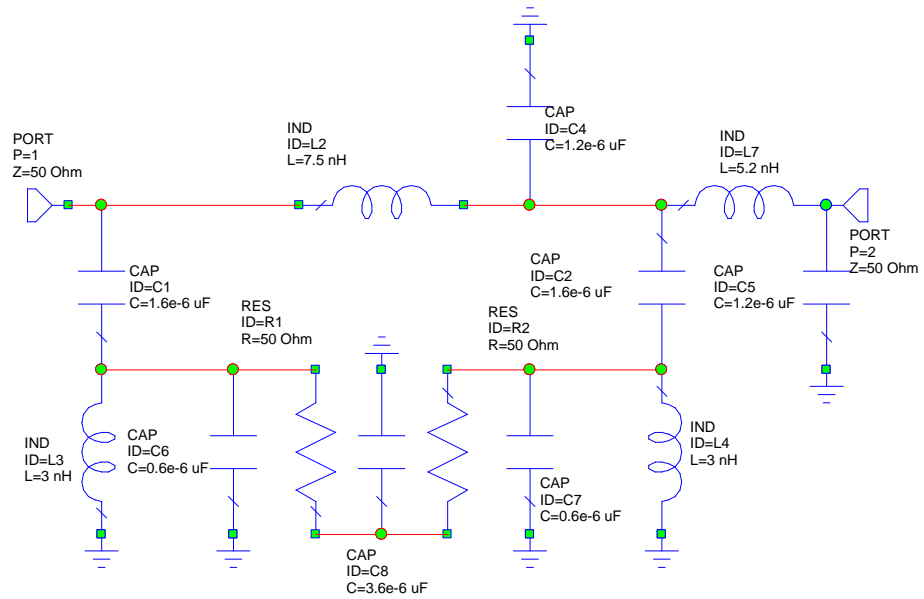 CAP
ID=C4
C=1.2e-6 uF
IND
ID=L2
L=7.5 nH
PORT
P=1
Z=50 Ohm
IND
ID=L7
L=5.2 nH
PORT
P=2
Z=50 Ohm
CAP
ID=C1
C=1.6e-6 uF
CAP
ID=C2
C=1.6e-6 uF
CAP
ID=C5
C=1.2e-6 uF
RES
ID=R1
R=50 Ohm
RES
ID=R2
R=50 Ohm
IND
ID=L3
L=3 nH
CAP
ID=C6
C=0.6e-6 uF
IND
ID=L4
L=3 nH
CAP
ID=C7
C=0.6e-6 uF
CAP
ID=C8
C=3.6e-6 uF